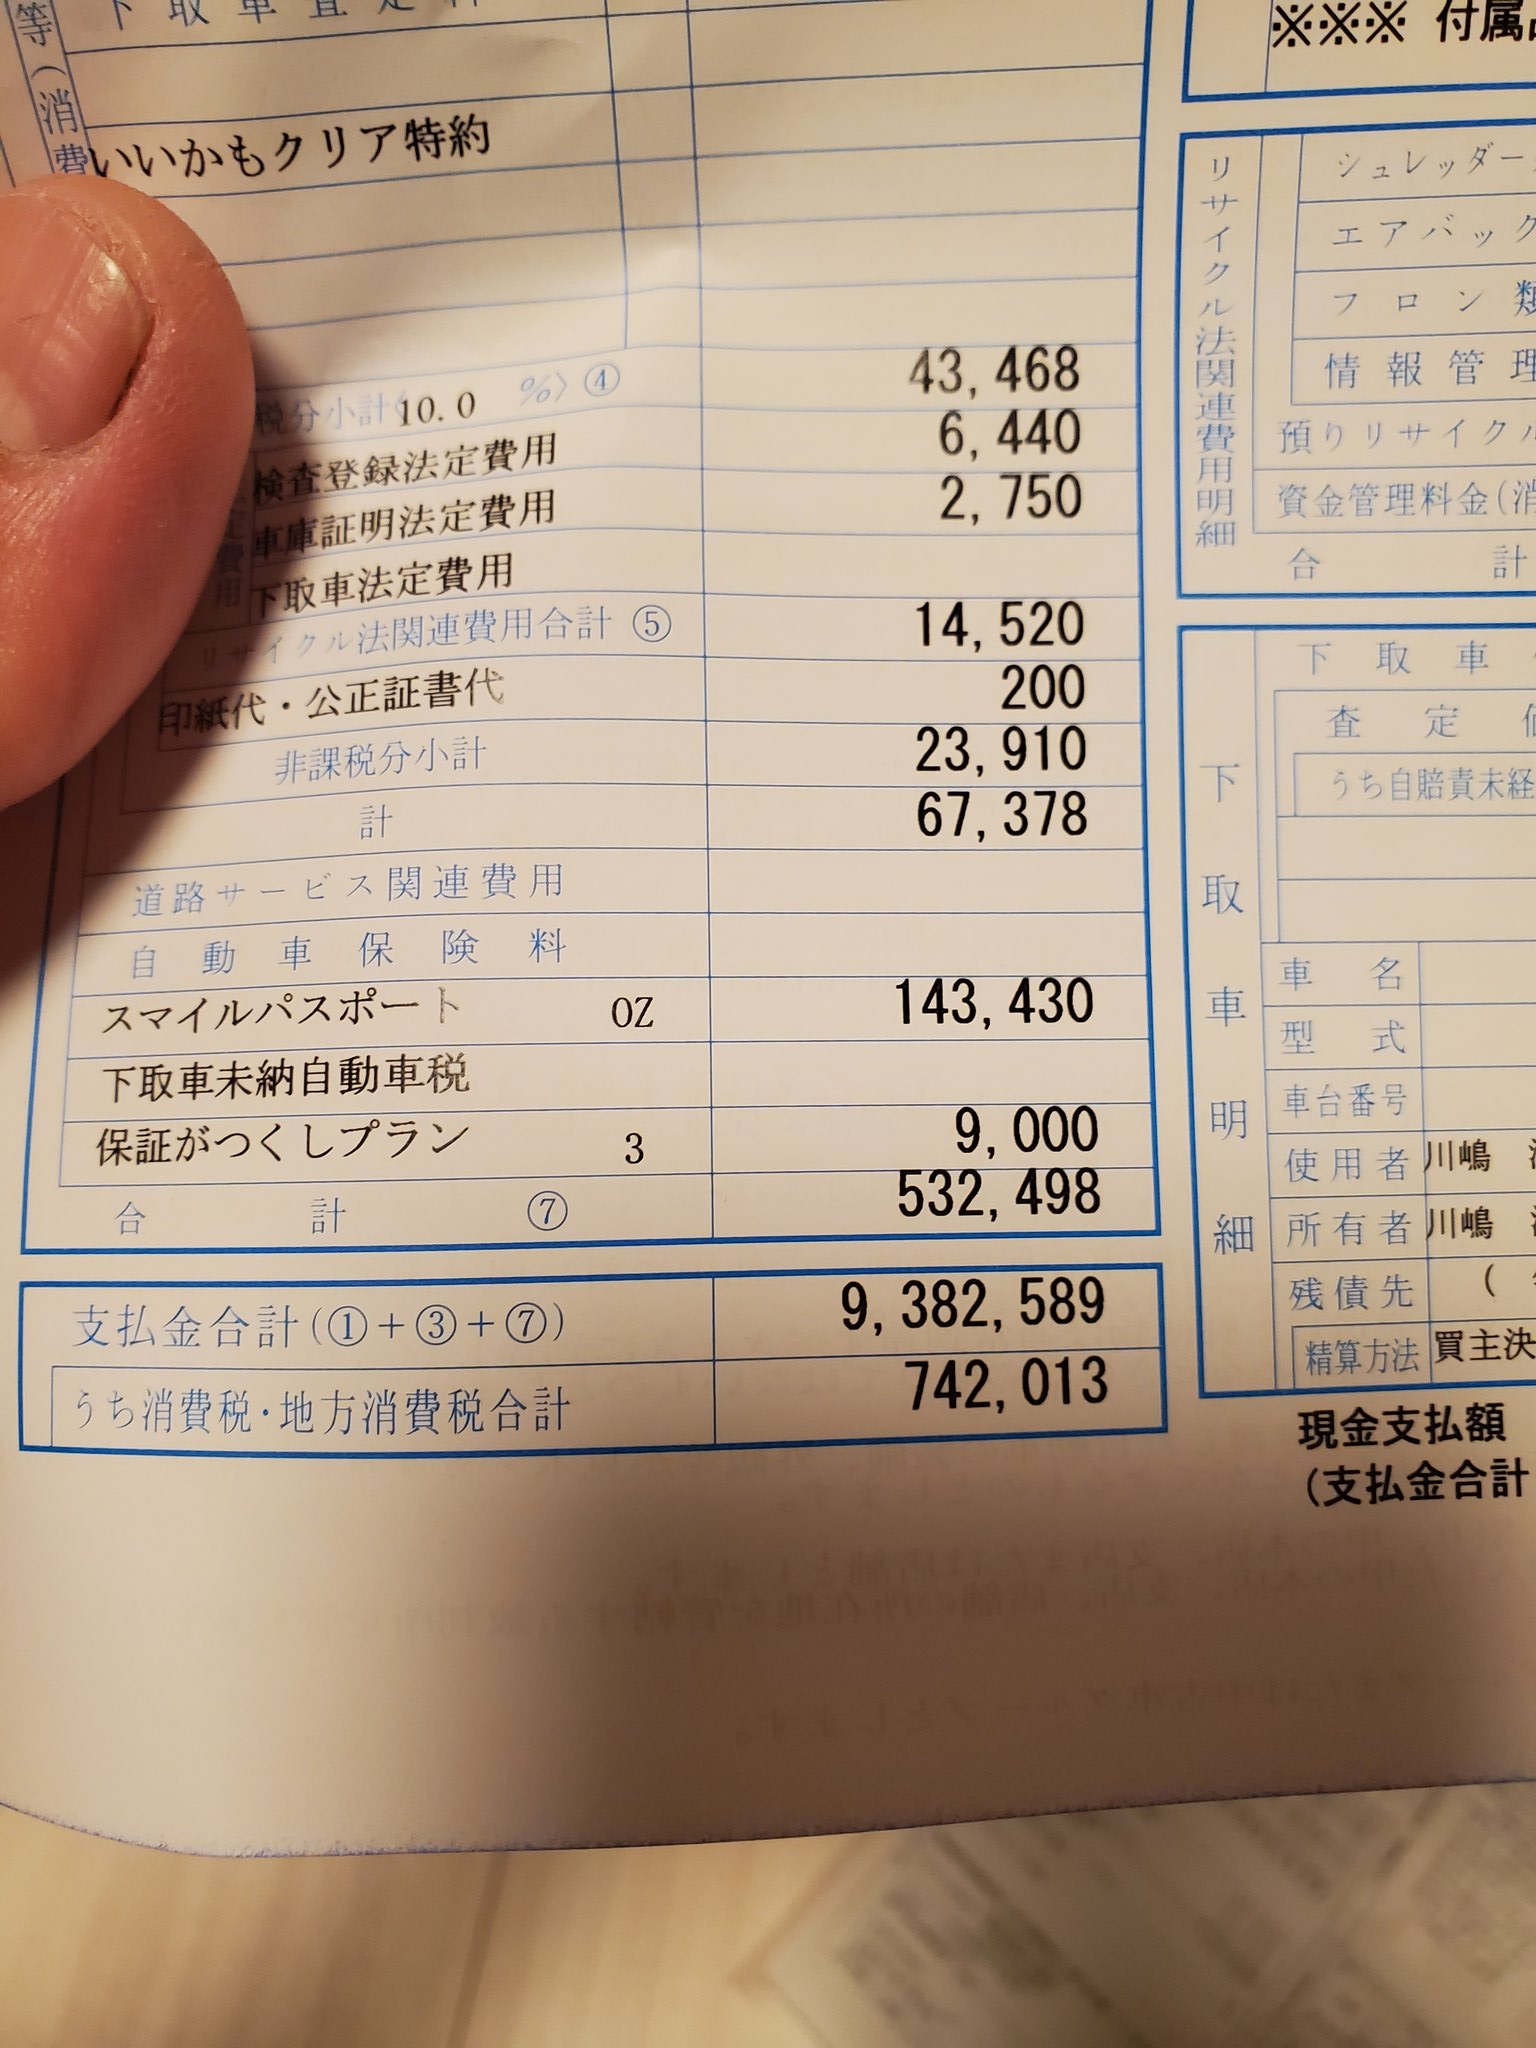 等(消費
いいかもクリア特約
税分小計 10.0 %〉④ 43,468
検査登録法定費用 6,440
車庫証明法定費用 2,750
下取車法定費用
リサイクル法関連費用合計 ⑤ 14,520
印紙代・公正証書代 200
非課税分小計 23,910
計 67,378
道路サービス関連費用
自動車保険料
スマイルパスポート OZ 143,430
下取車未納自動車税
保証がつくしプラン 3 9,000
合計 ⑦ 532,498
支払金合計(①+③+⑦) 9,382,589
うち消費税・地方消費税合計 742,013
※※※ 付属
リサイクル法関連費用明細
シュレッダー
エアバッグ
フロン類
情報管理
預りリサイクル
資金管理料金(消
合計
下取車明細
下取車
査定
うち自賠責未経
車名
型式
車台番号
使用者 川嶋
所有者 川嶋
残債先 (
精算方法 買主決
現金支払額
(支払金合計